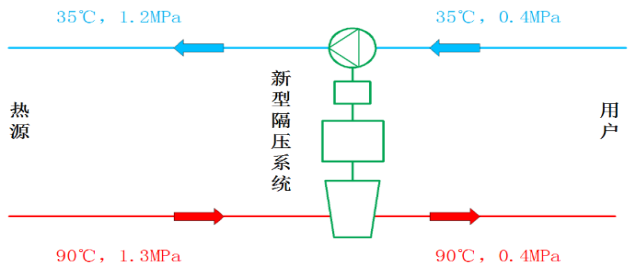 35℃, 1.2MPa
35℃, 0.4MPa
热源
新型隔压系统
用户
90℃, 1.3MPa
90℃, 0.4MPa